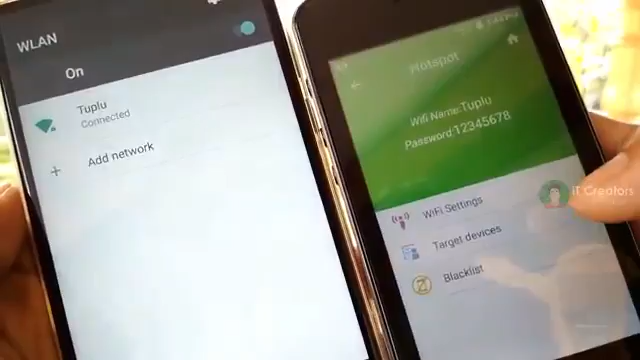 WLAN
On
Tuplu
Connected
Add network
Hotspot
Wifi Name:Tuplu
Password:12345678
WiFi Settings
Target devices
Blacklist
iT Creators